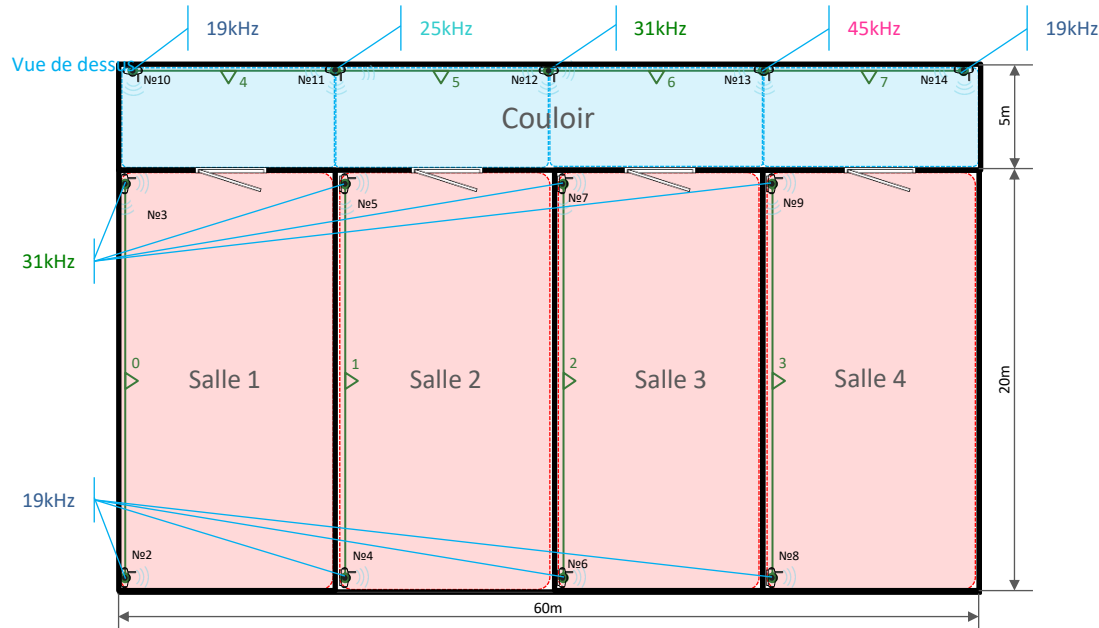 19kHz
25kHz
31kHz
45kHz
19kHz
Vue de dessus
№10
4
№11
5
№12
6
№13
7
№14
Couloir
5m
№3
№5
№7
№9
31kHz
0
1
2
3
Salle 1
Salle 2
Salle 3
Salle 4
20m
19kHz
№2
№4
№6
№8
60m